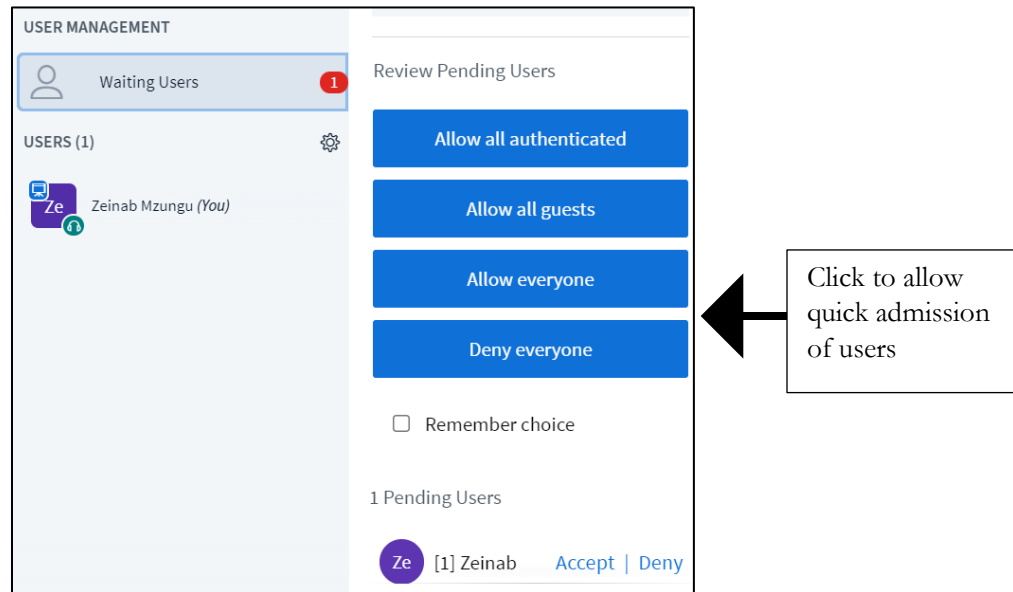 USER MANAGEMENT
Waiting Users
1
USERS (1)
Ze
Zeinab Mzungu (You)
Review Pending Users
Allow all authenticated
Allow all guests
Allow everyone
Deny everyone
Remember choice
1 Pending Users
Ze
[1] Zeinab Accept | Deny
Click to allow
quick admission
of users